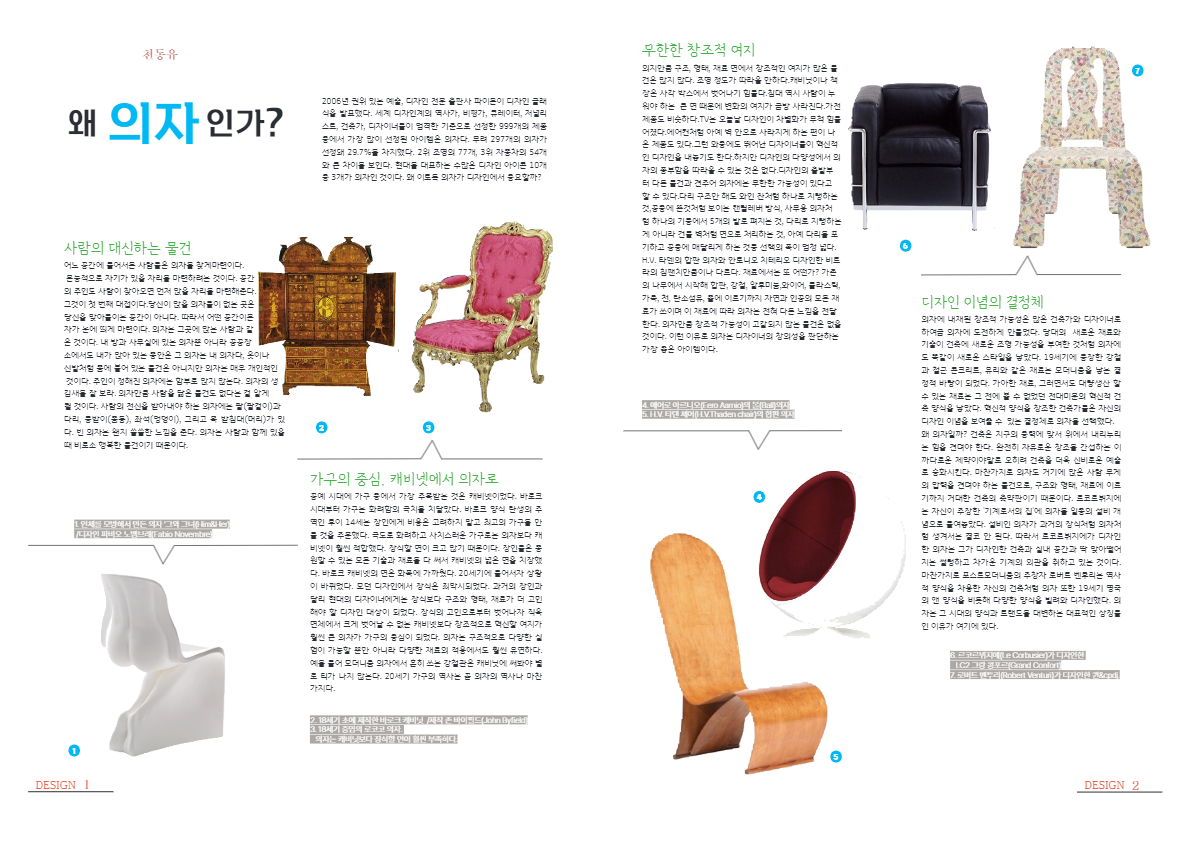 천동유
왜 의자 인가?
2006년 권위 있는 예술, 디자인 전문 출판사 파이돈이 디자인 클래
식을 발표했다. 세계 디자인계의 역사가, 비평가, 큐레이터, 저널리
스트, 건축가, 디자이너들이 엄격한 기준으로 선정한 999개의 제품
중에서 가장 많이 선정된 아이템은 의자다. 무려 297개의 의자가
선정돼 29.7%를 차지했다. 2위 조명의 77개, 3위 자동차의 54개
와 큰 차이를 보인다. 현대를 대표하는 수많은 디자인 아이콘 10개
중 3개가 의자인 것이다. 왜 이토록 의자가 디자인에서 중요할까?
사람의 대신하는 물건
어느 공간에 들어서든 사람들은 의자를 찾게마련이다.
본능적으로 자기가 있을 자리를 마련하려는 것이다. 공간
의 주인도 사람이 찾아오면 먼저 앉을 자리를 마련해준다.
그것이 첫 번째 대접이다.당신이 앉을 의자들이 없는 곳은
당신을 맞아들이는 공간이 아니다. 따라서 어떤 공간이든
자가 눈에 띄게 마련이다. 의자는 그곳에 앉는 사람과 같
은 것이다. 내 방과 사무실에 있는 의자뿐 아니라 공공장
소에서도 내가 앉아 있는 동안은 그 의자는 내 의자다. 옷이나
신발처럼 몸에 붙어 있는 물건은 아니지만 의자는 매우 개인적인
것이다. 주인이 정해진 의자에는 함부로 앉지 않는다. 의자의 생
김새를 잘 보라. 의자만큼 사람을 닮은 물건도 없다는 걸 알게
될 것이다. 사람의 전신을 받아내야 하는 의자에는 팔(팔걸이)과
다리, 등받이(몸통), 좌석(엉덩이), 그리고 목 받침대(머리)가 있
다. 빈 의자는 왠지 쓸쓸한 느낌을 준다. 의자는 사람과 함께 있을
때 비로소 행복한 물건이기 때문이다.
2
3
1. 인체를 모방해서 만든 의자 '그와 그녀(Him&Her)
/디자인 파비오 노벰브레(Fabio Novembre)
1
가구의 중심, 캐비넷에서 의자로
공예 시대에 가구 중에서 가장 주목받는 것은 캐비넷이었다. 바로크
시대부터 가구는 화려함의 극치를 치달았다. 바로크 양식 탄생의 주
역인 루이 14세는 장인에게 비용은 고려하지 말고 최고의 가구를 만
들 것을 주문했다. 극도로 화려하고 사치스러운 가구로는 의자보다 캐
비넷이 훨씬 적합했다. 장식할 면이 크고 많기 때문이다. 장인들은 동
원할 수 있는 모든 기술과 재료를 다 써서 캐비넷의 넓은 면을 치장했
다. 바로크 캐비넷의 면은 화폭에 가까웠다. 20세기에 들어서자 상황
이 바뀌었다. 모던 디자인에서 장식은 죄악시되었다. 과거의 장인과
달리 현대의 디자이너에게는 장식보다 구조와 형태, 재료가 더 고민
해야 할 디자인 대상이 되었다. 장식의 고민으로부터 벗어나자 직육
면체에서 크게 벗어날 수 없는 캐비넷보다 창조적으로 혁신할 여지가
훨씬 큰 의자가 가구의 중심이 되었다. 의자는 구조적으로 다양한 실
험이 가능할 뿐만 아니라 다양한 재료의 적용에서도 훨씬 유연하다.
예를 들어 모더니즘 의자에서 흔히 쓰는 강철관은 캐비넷에 써봐야 별
로 티가 나지 않는다. 20세기 가구의 역사는 곧 의자의 역사나 마찬
가지다.
2. 18세기 초에 제작한 바로크 캐비닛 /제작 존 바이필드(John Byfield)
3. 18세기 중엽의 로코코 의자:
의자는 캐비닛보다 장식할 면이 훨씬 부족하다.
DESIGN 1
무한한 창조적 여지
의자만큼 구조, 형태, 재료 면에서 창조적인 여지가 많은 물
건은 많지 않다. 조명 정도가 따라올 만하다.캐비닛이나 책
장은 사각 박스에서 벗어나기 힘들다.침대 역시 사람이 누
워야 하는 큰 면 때문에 변화의 여지가 금방 사라진다.가전
제품도 비슷하다.TV는 오늘날 디자인이 차별화가 무척 힘들
어졌다.에어컨처럼 아예 벽 안으로 사라지게 하는 편이 나
은 제품도 있다.그런 와중에도 뛰어난 디자이너들이 혁신적
인 디자인을 내놓기도 한다.하지만 디자인의 다양성에서 의
자의 풍부함을 따라올 수 있는 것은 없다.디자인의 출발부
터 다른 물건과 견주어 의자에는 무한한 가능성이 있다고
할 수 있다.다리 구조만 해도 와인 잔처럼 하나로 지탱하는
것,공중에 뜬것처럼 보이는 캔틸레버 방식, 사무용 의자처
럼 하나의 기둥에서 5개의 발로 펴지는 것, 다리로 지탱하는
게 아니라 건물 벽처럼 면으로 처리하는 것, 아예 다리를 포
기하고 공중에 매달리게 하는 것등 선택의 폭이 엄청 넓다.
H.V. 타덴의 합판 의자와 안토니오 치테리오 디자인한 비트
라의 침팬지만큼이나 다르다. 재료에서는 또 어떤가? 가촌
의 나무에서 시작해 합판, 강철, 알루미늄,와이어, 플라스틱,
가죽, 천, 탄소섬유, 돌에 이르기까지 자연과 인공의 모든 재
료가 쓰이며 이 재료에 따라 의자는 전혀 다른 느낌을 전달
한다. 의자만큼 창조적 가능성이 고갈되지 않는 물건은 없을
것이다. 이런 이유로 의자는 디자이너의 창의성을 판단하는
가장 좋은 아이템이다.
4. 에어로 아르니오(Eero Aarnio)의 볼(Ball)의자
5. H.V. 타덴 체어(H.V.Thaden chair)의 합판 의자
4
5
6
7
디자인 이념의 결정체
의자에 내재된 창조적 가능성은 많은 건축가와 디자이너로
하여금 의자에 도전하게 만들었다. 당대의 새로운 재료와
기술이 건축에 새로운 조형 가능성을 부여한 것처럼 의자에
도 똑같이 새로운 스타일을 낳았다. 19세기에 등장한 강철
과 철근 콘크리트, 유리와 같은 재료는 모더니즘을 낳는 결
정적 바탕이 되었다. 가아한 재료, 그러면서도 대량생산 할
수 있는 재료는 그 전에 볼 수 없었던 전대미문의 혁신적 건
축 양식을 낳았다. 혁신적 양식을 창조한 건축가들은 자신의
디자인 이념을 보여줄 수 있는 결정체로 의자를 선택했다.
왜 의자일까? 건축은 지구의 중력에 맞서 위에서 내리누리
는 힘을 견뎌야 한다. 완전히 자유로운 창조를 간섭하는 이
까다로운 제약이야말로 오히려 건축을 더욱 신비로운 예술
로 승화시킨다. 마찬가지로 의자도 거기에 앉은 사람 무게
의 압력을 견뎌야 하는 물건으로, 구조와 형태, 재료에 이르
기까지 거대한 건축의 축약판이기 때문이다. 르코르뷔지에
는 자신이 주장한 '기계로서의 집'에 의자를 일종의 설비 개
념으로 들여놓았다. 설비인 의자가 과거의 장식처럼 의자처
럼 생겨서는 결코 안 된다. 따라서 르코르뷔지에가 디자인
한 의자는 그가 디자인한 건축과 실내 공간과 딱 맞아떨어
지는 썰렁하고 차가운 기계의 외관을 취하고 있는 것이다.
마찬가지로 포스트모더니즘의 주창자 로버트 벤투리는 역사
적 양식을 차용한 자신의 건축처럼 의자 또한 19세기 영국
의 앤 양식을 비롯해 다양한 양식을 빌려와 디자인했다. 의
자는 그 시대의 양식과 트렌드를 대변하는 대표적인 상징물
인 이유가 여기에 있다.
6. 르코르뷔지에(Le Corbusier)가 디자인한
LC2 그랑 콩포르(Grand Confort)
7. 로버트 벤투리(Robert Venturi)가 디자인한
DESIGN 2